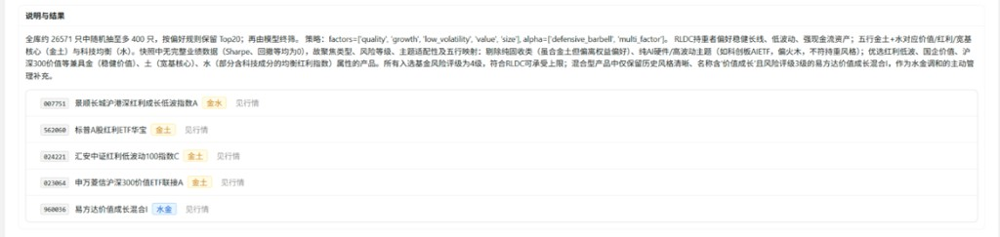 说明与结果
全库约 26571 只中随机抽至多 400 只，按偏好规则保留 Top20；再由模型终筛。 策略：factors=['quality', 'growth', 'low_volatility', 'value', 'size'], alpha=['defensive_barbell', 'multi_factor']。 RLDC持重者偏好稳健长线、低波动、强现金流资产；五行金土+水对应价值/红利/宽基
核心（金土）与科技均衡（水）。快照中无完整业绩数据（Sharpe、回撤等均为0），故聚焦类型、风险等级、主题适配性及五行映射：剔除纯固收类（虽合金土但偏离权益偏好）、纯AI硬件/高波动主题（如科创板AIETF，偏火木，不符持重风格）；优选红利低波、国企价值、沪
深300价值等兼具金（稳健价值）、土（宽基核心）、水（部分含科技成分的均衡红利指数）属性的产品。所有入选基金风险评级为4级，符合RLDC可承受上限；混合型产品中仅保留历史风格清晰、名称含‘价值成长’且风险评级3级的易方达价值成长混合I，作为水金调和的主动管
理补充。
007751 景顺长城沪港深红利成长低波指数A 金水 见行情
562060 标普A股红利ETF华宝 金土 见行情
024221 汇安中证红利低波动100指数C 金土 见行情
023064 申万菱信沪深300价值ETF联接A 金土 见行情
960036 易方达价值成长混合I 水金 见行情